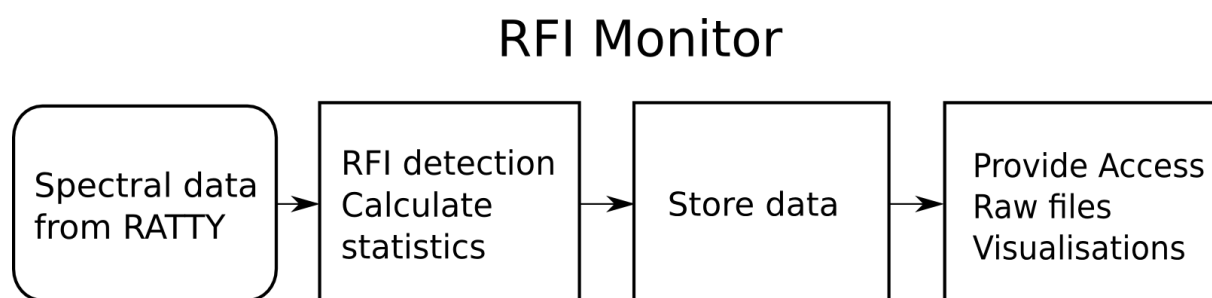 RFI Monitor
Spectral data
from RATTY
RFI detection
Calculate
statistics
Store data
Provide Access
Raw files
Visualisations